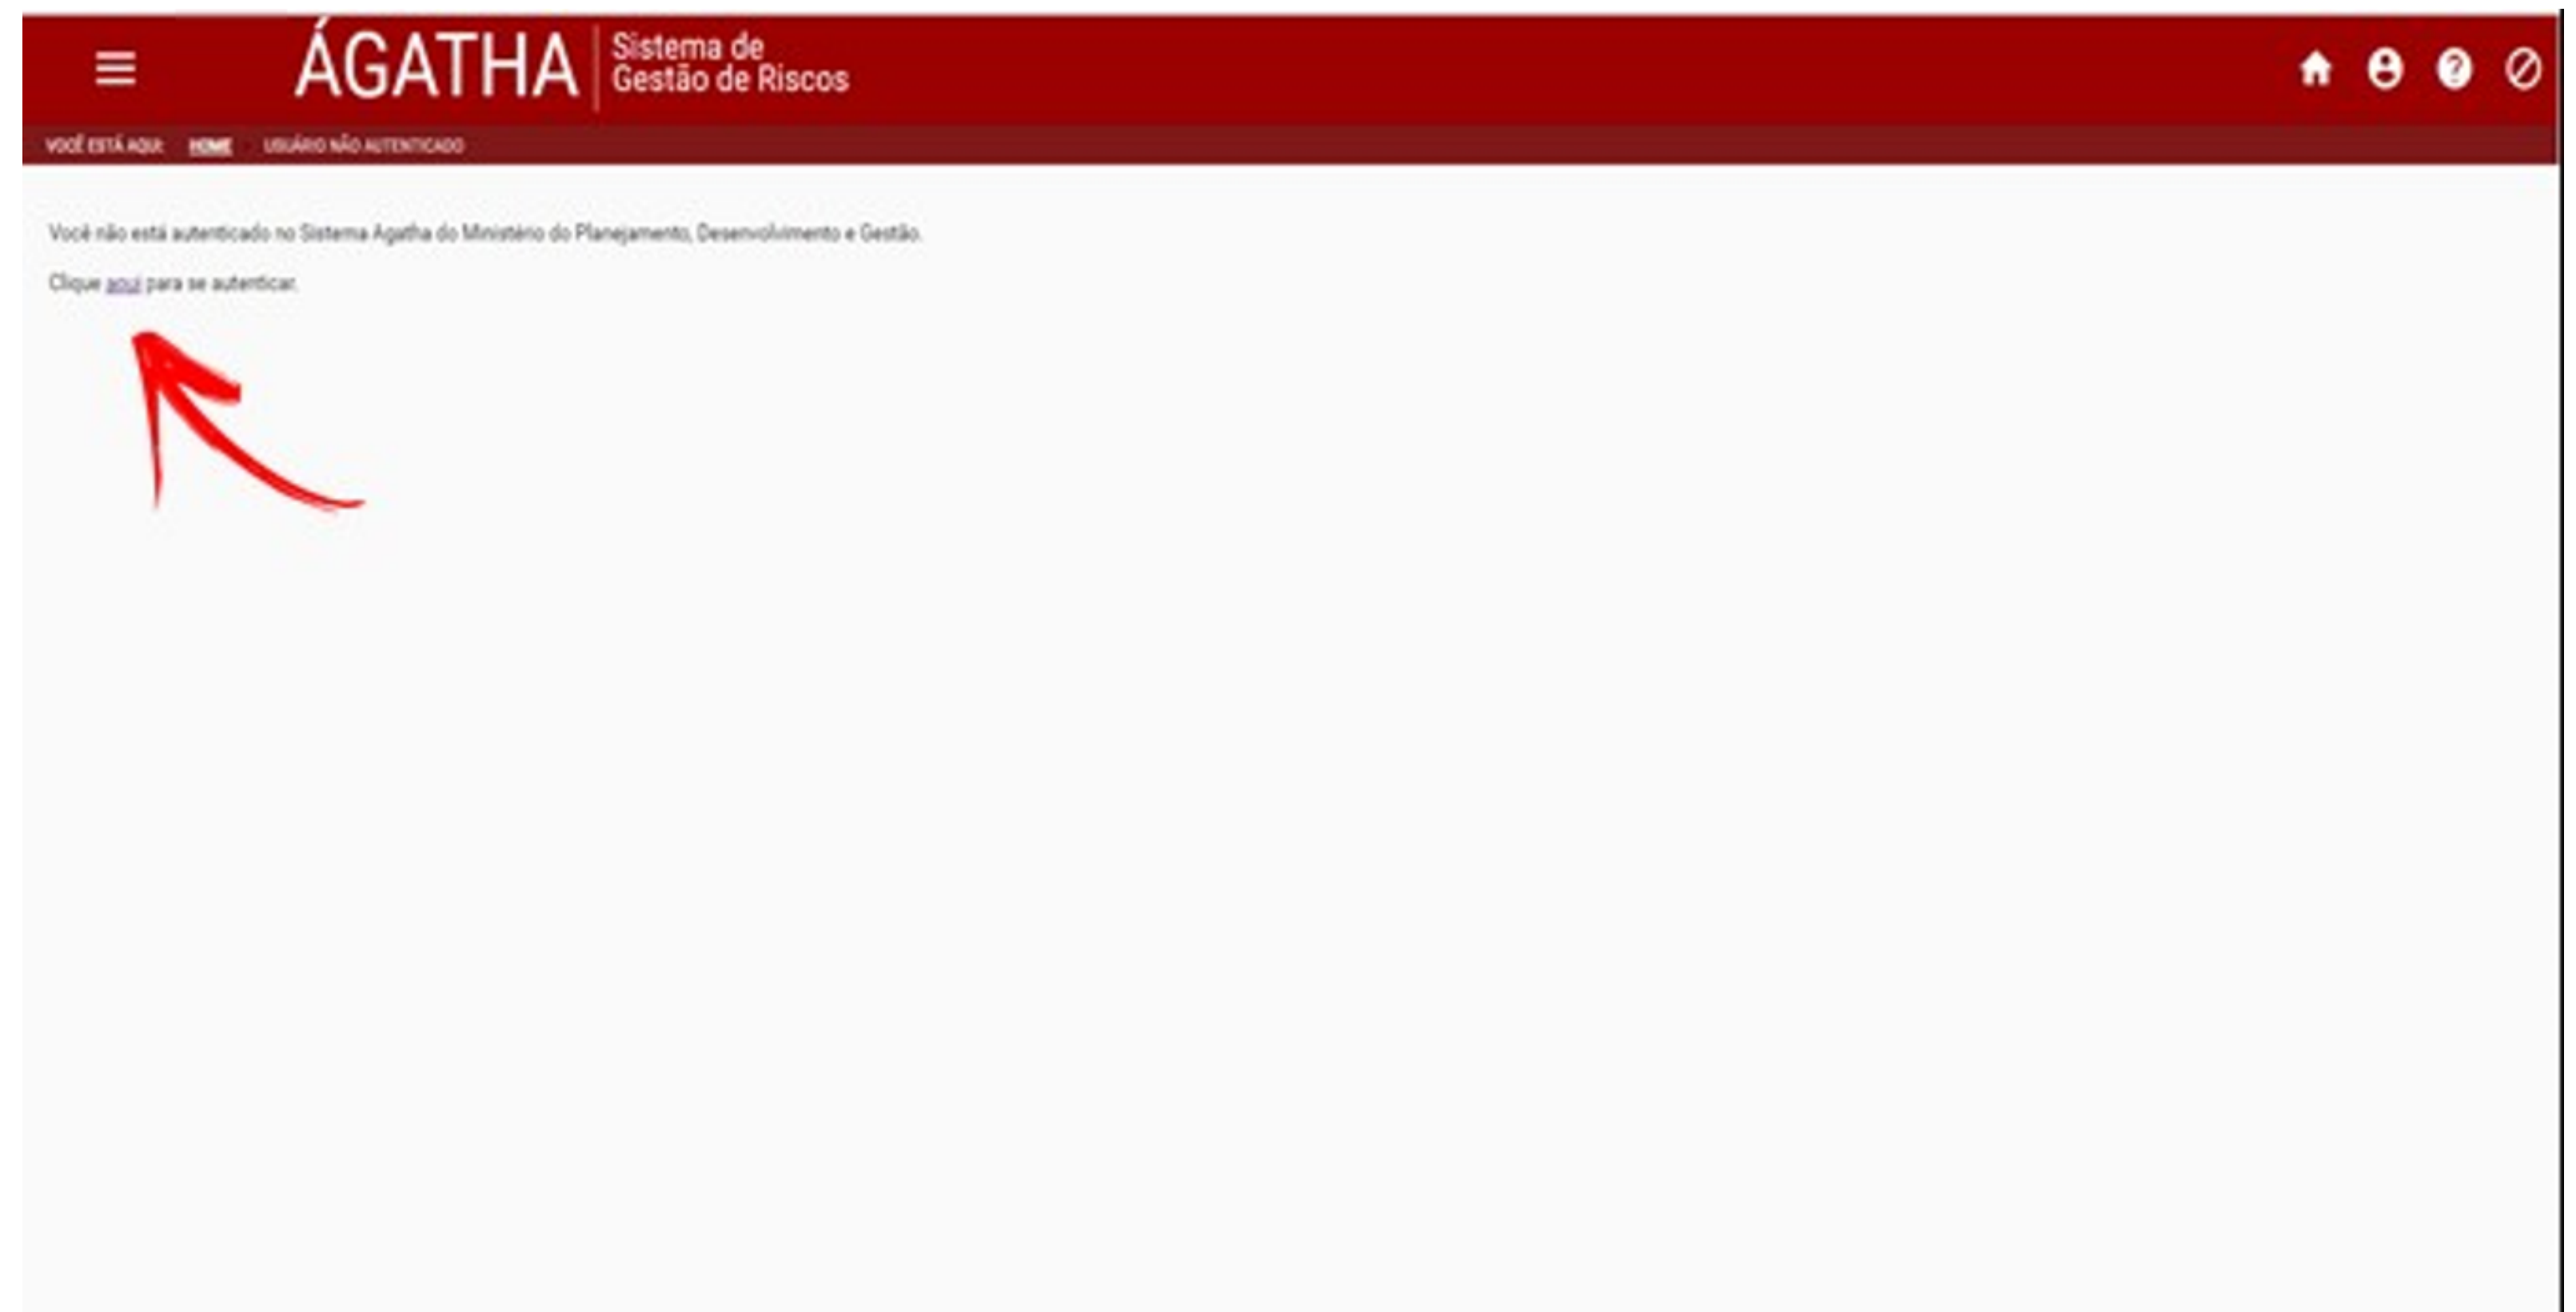 ÁGATHA
Sistema de
Gestão de Riscos
VOCÊ ESTÁ AQUI: HOME USUÁRIO NÃO AUTENTICADO
Você não está autenticado no Sistema Agatha do Ministério do Planejamento, Desenvolvimento e Gestão.
Clique aqui para se autenticar.